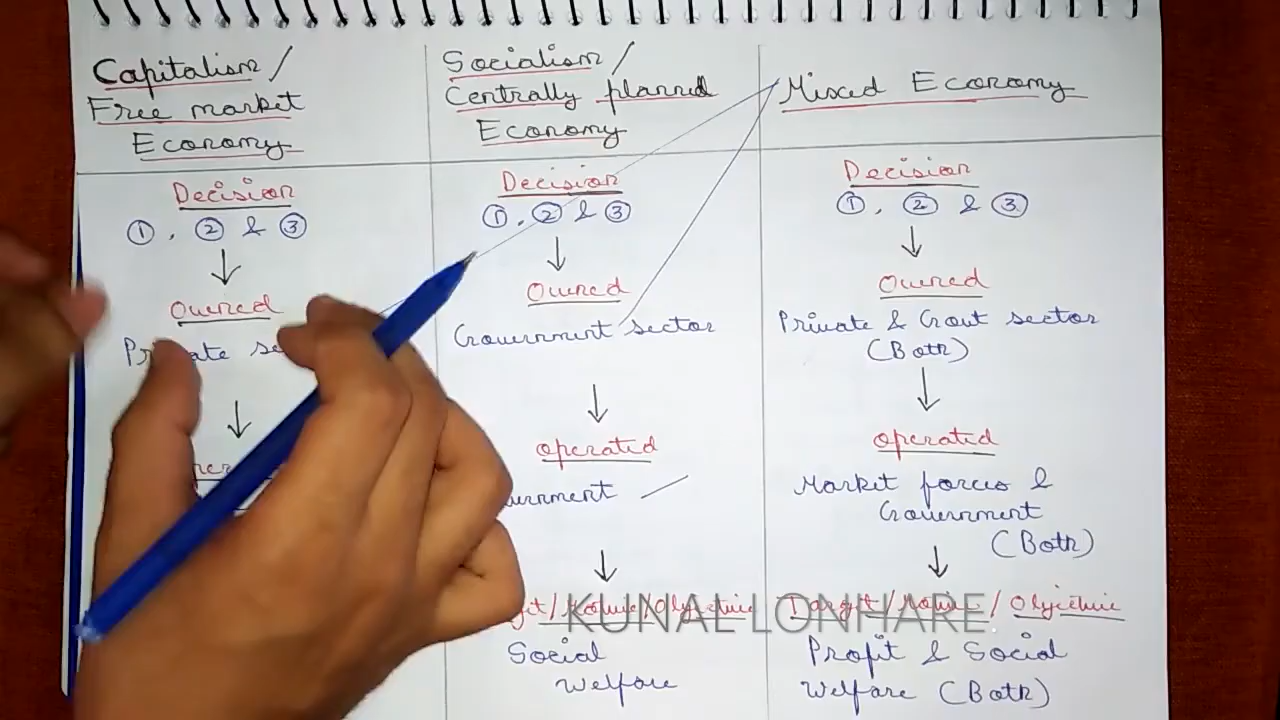 Capitalism /
Free market
Economy
Decision
①, ② & ③
Owned
Operated
Socialism /
Centrally planned
Economy
Decision
①, ② & ③
Owned
Government sector
Operated
Social
Welfare
Mixed Economy
Decision
①, ② & ③
Owned
Private & Govt sector
(Both)
Operated
Market forces &
Government
(Both)
Target / Motive / Objective
Profit & Social
Welfare (Both)
KUNAL LONHARE